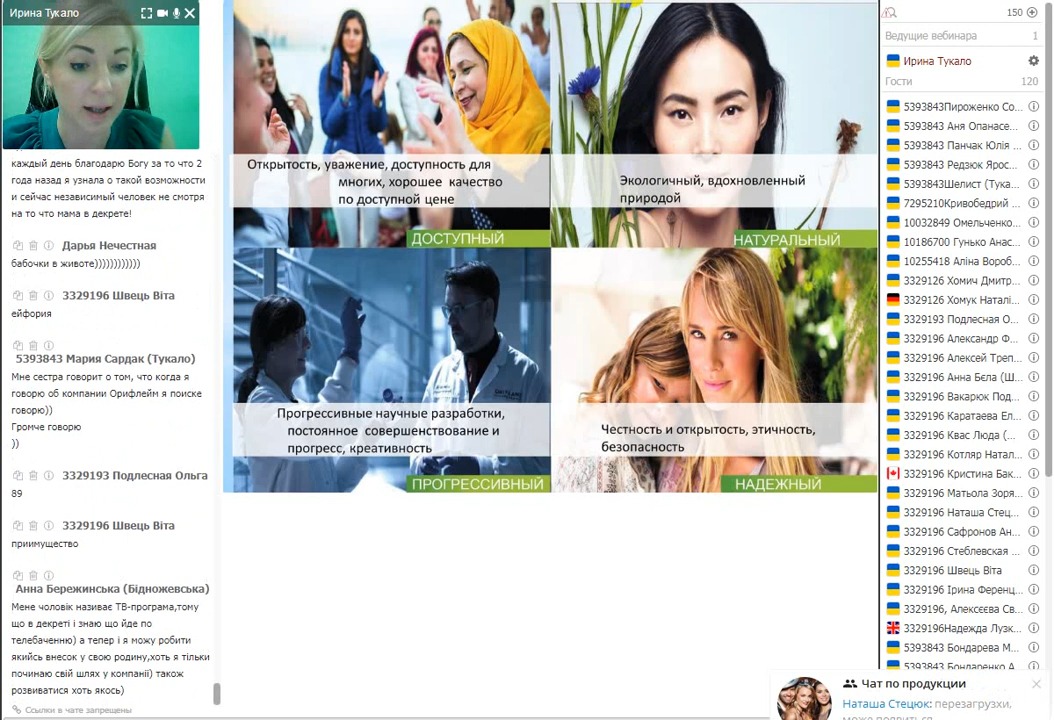 Ирина Тукало
каждый день благодарю Богу за то что 2
года назад я узнала о такой возможности
и сейчас независимый человек не смотря
на то что мама в декрете!
Дарья Нечестная
бабочки в животе))))))))))))
3329196 Швець Віта
ейфория
5393843 Мария Сардак (Тукало)
Мне сестра говорит о том, что когда я
говорю об компании Орифлейм я поиске
говорю))
Громче говорю
))
3329193 Подлесная Ольга
89
3329196 Швець Віта
приимущество
Анна Бережинська (Бідножевська)
Мене чоловік називає ТВ-програма,тому
що в декреті і знаю що йде по
телебаченню) а тепер і я можу робити
якийсь внесок у свою родину,хоть я тільки
починаю свій шлях у компанії) також
розвиватися хоть якось)
Ссылки в чате запрещены
Открытость, уважение, доступность для
многих, хорошее качество
по доступной цене
ДОСТУПНЫЙ
Экологичный, вдохновленный
природой
НАТУРАЛЬНЫЙ
Прогрессивные научные разработки,
постоянное совершенствование и
прогресс, креативность
ПРОГРЕССИВНЫЙ
Честность и открытость, этичность,
безопасность
НАДЕЖНЫЙ
150
Ведущие вебинара 1
Ирина Тукало
Гости 120
5393843Пироженко Со...
5393843 Аня Опанасе...
5393843 Панчак Юлія ...
5393843 Редзюк Ярос...
5393843Шелист (Тука...
7295210Кривобедрий ...
10032849 Омельченко...
10186700 Гунько Анас...
10255418 Аліна Вороб...
3329126 Хомич Дмитр...
3329126 Хомук Наталі...
3329193 Подлесная О...
3329196 Александр Ф...
3329196 Алексей Треп...
3329196 Анна Бєла (Ш...
3329196 Вакарюк Под...
3329196 Каратаева Ел...
3329196 Квас Люда (...
3329196 Котляр Натал...
3329196 Кристина Бак...
3329196 Матьола Зоря...
3329196 Наташа Стец...
3329196 Сафронов Ан...
3329196 Стеблевская ...
3329196 Швець Віта
3329196 Ірина Ференц...
3329196, Алексєєва Св...
3329196Надежда Лузк...
5393843 Бондарева М...
5393843 Бондаренко А...
Чат по продукции
Наташа Стецюк: перезагрузхи,
может появиться